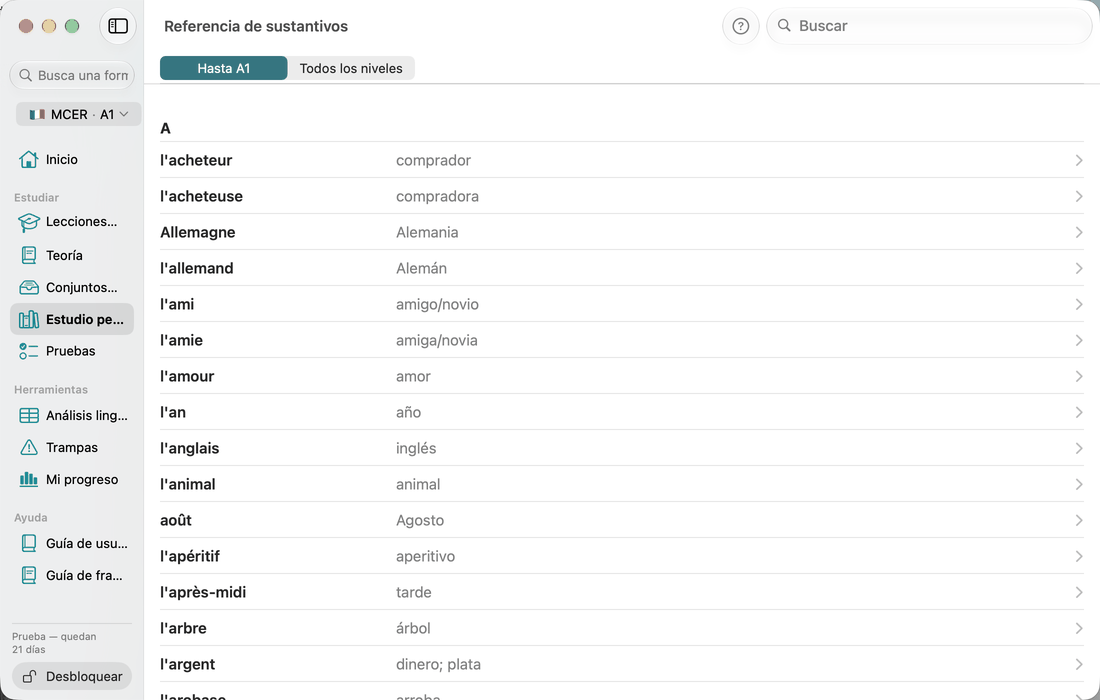 Referencia de sustantivos
Buscar
Busca una forn
MCER · A1
Hasta A1
Todos los niveles
Inicio
Estudiar
Lecciones...
Teoría
Conjuntos...
Estudio pe...
Pruebas
Herramientas
Análisis ling...
Trampas
Mi progreso
Ayuda
Guía de usu...
Guía de fra...
Prueba — quedan
21 días
Desbloquear
A
l'acheteur comprador
l'acheteuse compradora
Allemagne Alemania
l'allemand Alemán
l'ami amigo/novio
l'amie amiga/novia
l'amour amor
l'an año
l'anglais inglés
l'animal animal
août Agosto
l'apéritif aperitivo
l'après-midi tarde
l'arbre árbol
l'argent dinero; plata
l'arobase arroba